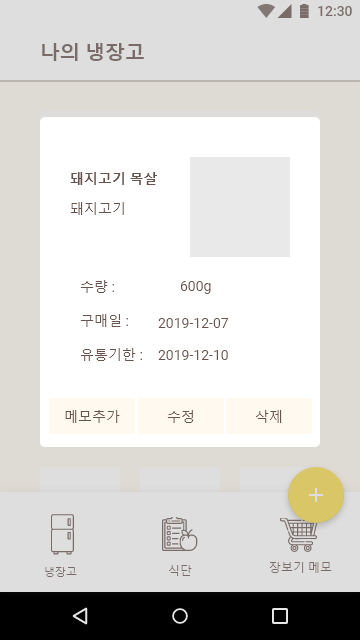 12:30
나의 냉장고
돼지고기 목살
돼지고기
수량 : 600g
구매일 : 2019-12-07
유통기한 : 2019-12-10
메모추가 수정 삭제
냉장고 식단 장보기 메모